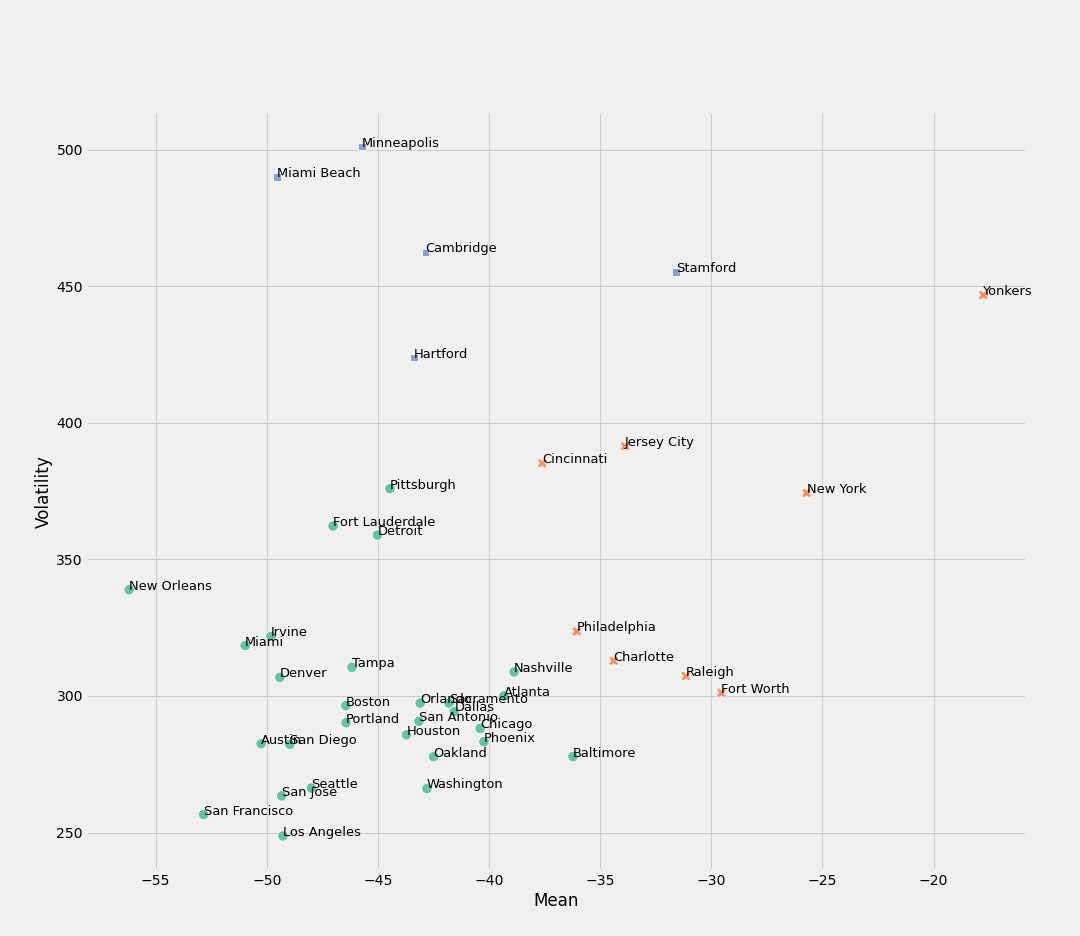 500
450
400
350
300
250
Volatility
Minneapolis
Miami Beach
Cambridge
Stamford
Yonkers
Hartford
Jersey City
Cincinnati
Pittsburgh
New York
Fort Lauderdale
Detroit
New Orleans
Philadelphia
Irvine
Miami
Charlotte
Tampa
Nashville
Raleigh
Denver
Fort Worth
Atlanta
Orlando
Sacramento
Boston
Dallas
Portland
San Antonio
Chicago
Houston
Phoenix
Austin
San Diego
Oakland
Baltimore
Seattle
Washington
San Jose
San Francisco
Los Angeles
−55 −50 −45 −40 −35 −30 −25 −20
Mean